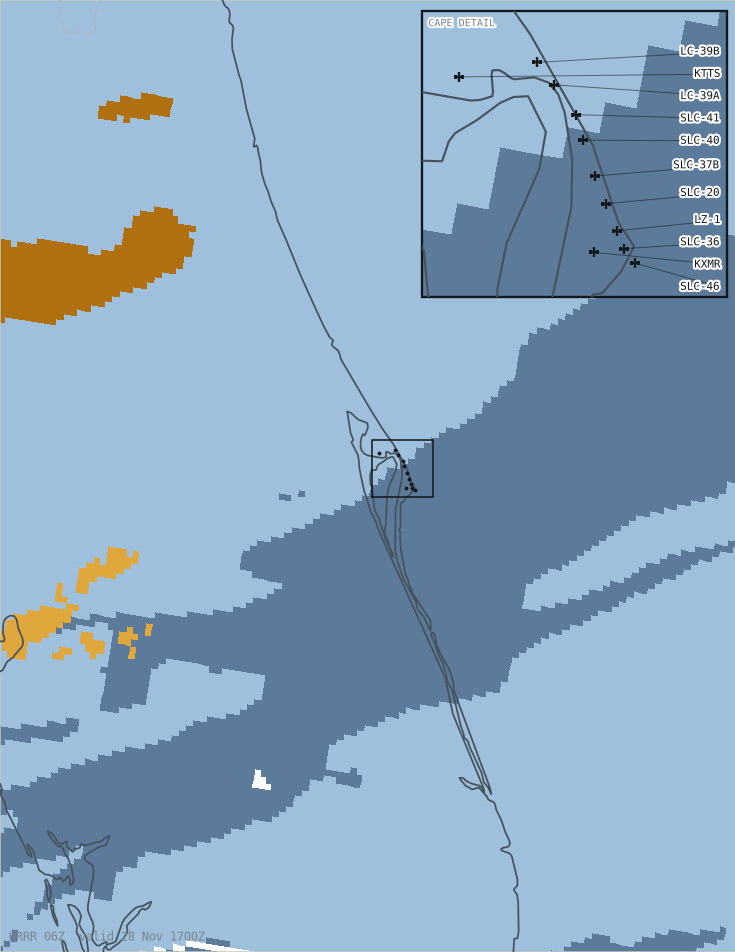 CAPE DETAIL
LC-39B
KTTS
LC-39A
SLC-41
SLC-40
SLC-37B
SLC-20
LZ-1
SLC-36
KXMR
SLC-46
HRRR 06Z valid 28 Nov 1700Z